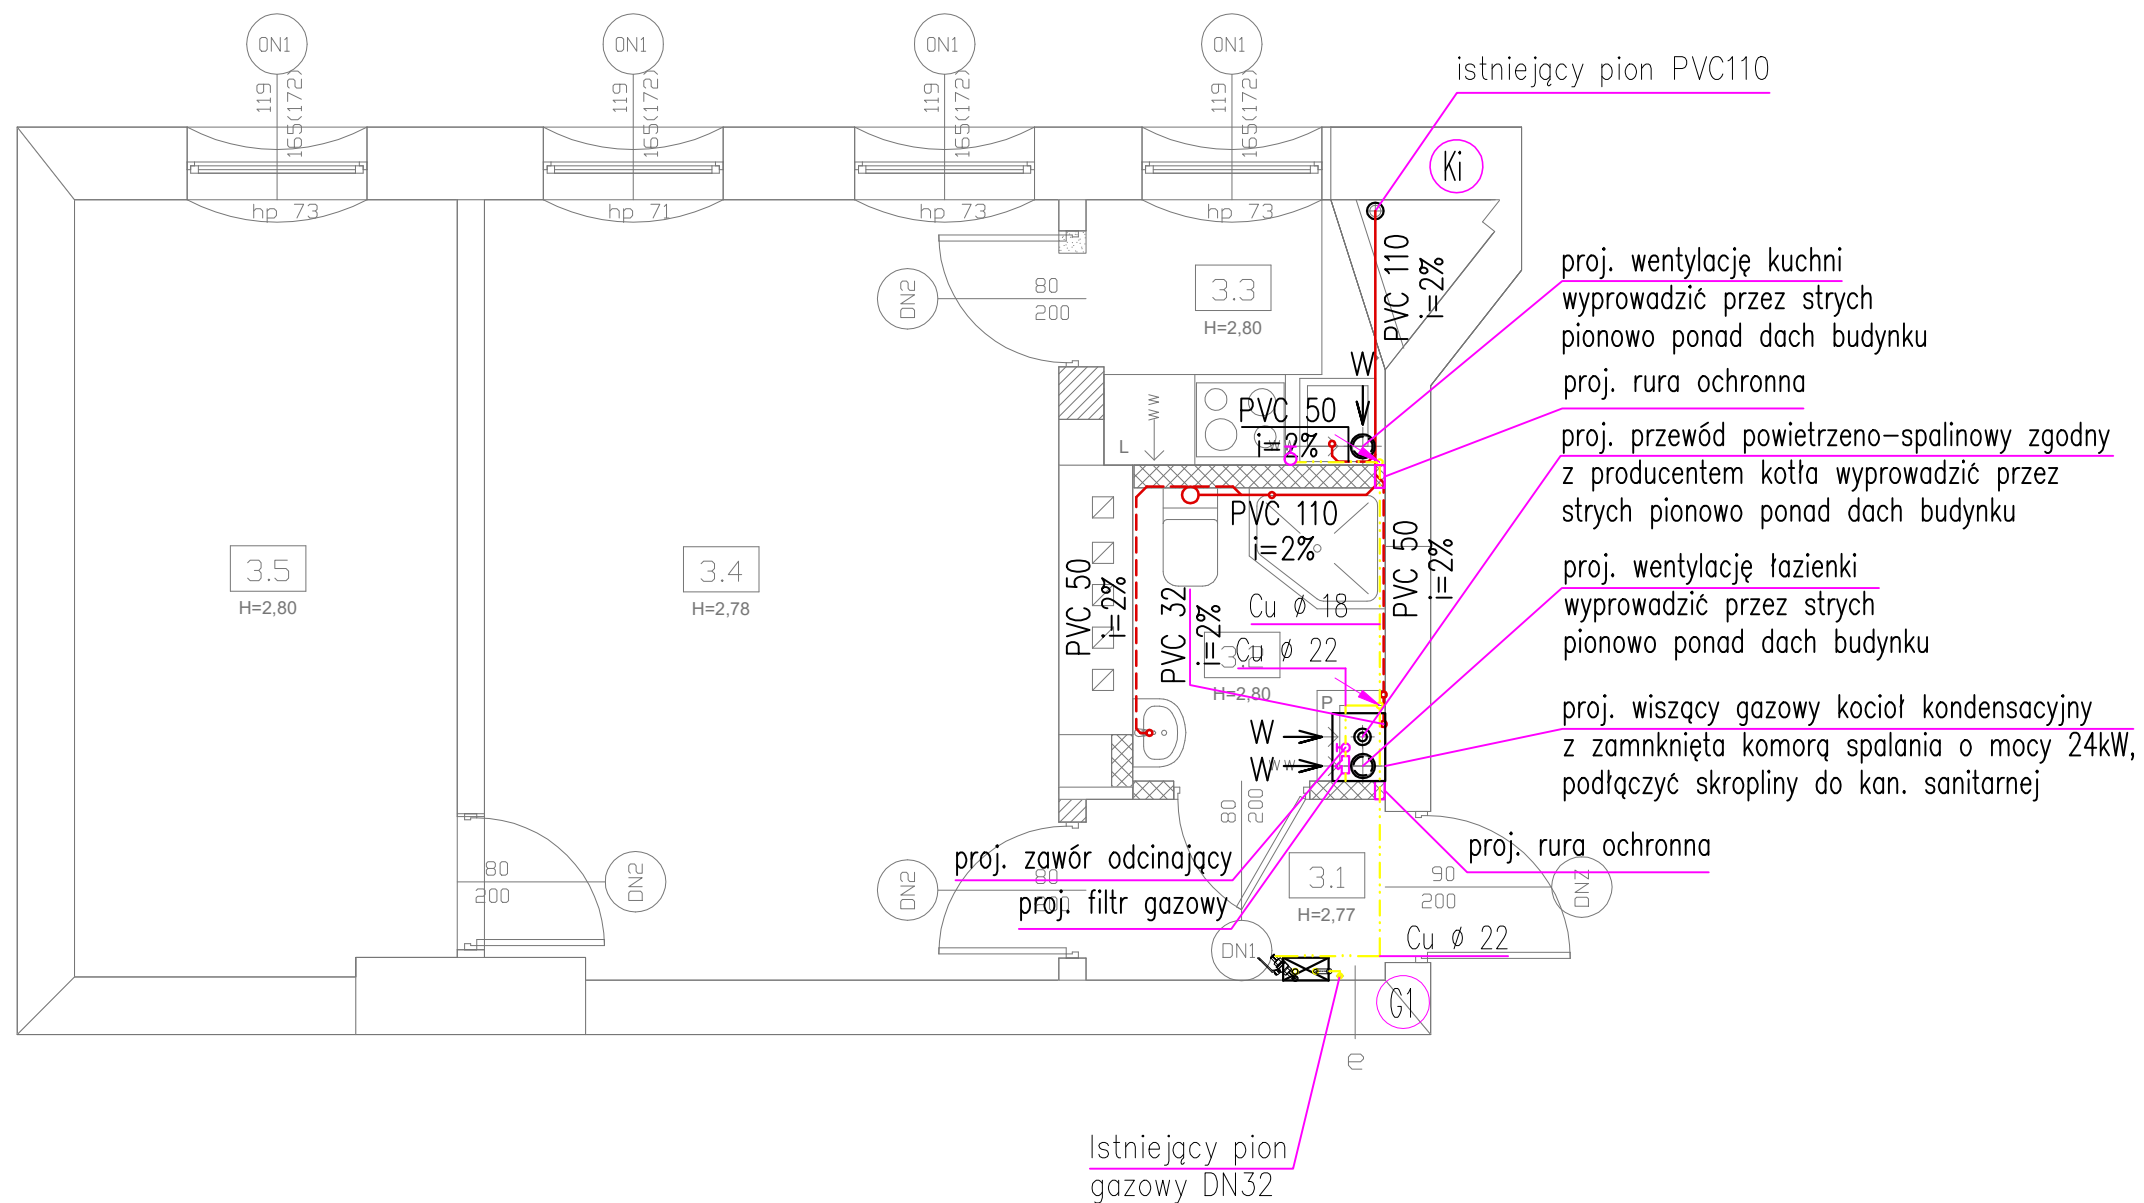 ON1
ON1
ON1
ON1
119
165(172)
119
165(172)
119
165(172)
119
165(172)
hp 73
hp 71
hp 73
hp 73
istniejący pion PVC110
Ki
PVC 110
i=2%
DN2
80
200
3.3
H=2,80
proj. wentylację kuchni
wyprowadzić przez strych
pionowo ponad dach budynku
proj. rura ochronna
proj. przewód powietrzeno-spalinowy zgodny
z producentem kotła wyprowadzić przez
strych pionowo ponad dach budynku
proj. wentylację łazienki
wyprowadzić przez strych
pionowo ponad dach budynku
proj. wiszący gazowy kocioł kondensacyjny
z zamnknięta komorą spalania o mocy 24kW,
podłączyć skropliny do kan. sanitarnej
proj. rura ochronna
W
L
WW
PVC 50
i=2%
PVC 110
i=2%
PVC 50
i=2%
PVC 50
i=2%
PVC 32
i=2%
Cu ϕ 18
Cu ϕ 22
H=2,80
P
W
W
3.5
H=2,80
3.4
H=2,78
80
200
proj. zawór odcinający
proj. filtr gazowy
80
200
DN2
DN2
80
3.1
H=2,77
90
200
DNZ
DN1
Cu ϕ 22
G1
e
Istniejący pion
gazowy DN32